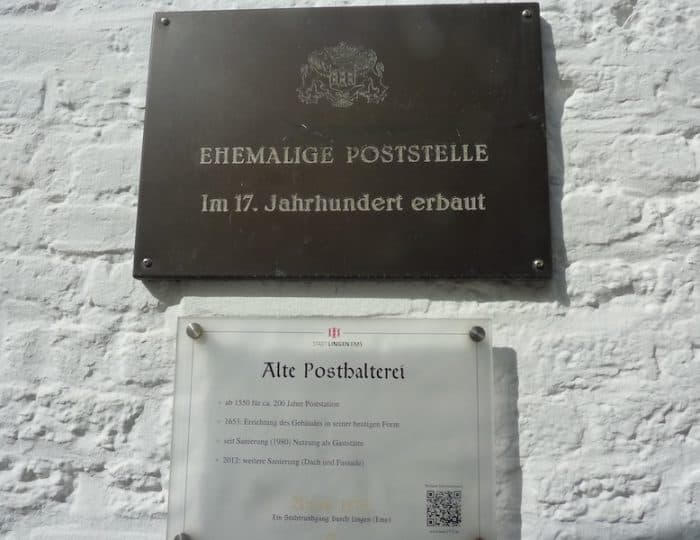 EHEMALIGE POSTSTELLE
Im 17. Jahrhundert erbaut
STADT LINGEN EMS
Alte Posthalterei
ab 1550 für ca. 200 Jahre Poststation
1653: Errichtung des Gebäudes in seiner heutigen Form
seit Sanierung (1980) Nutzung als Gaststätte
2012: weitere Sanierung (Dach und Fassade)
Ein Stadtrundgang durch Lingen (Ems)